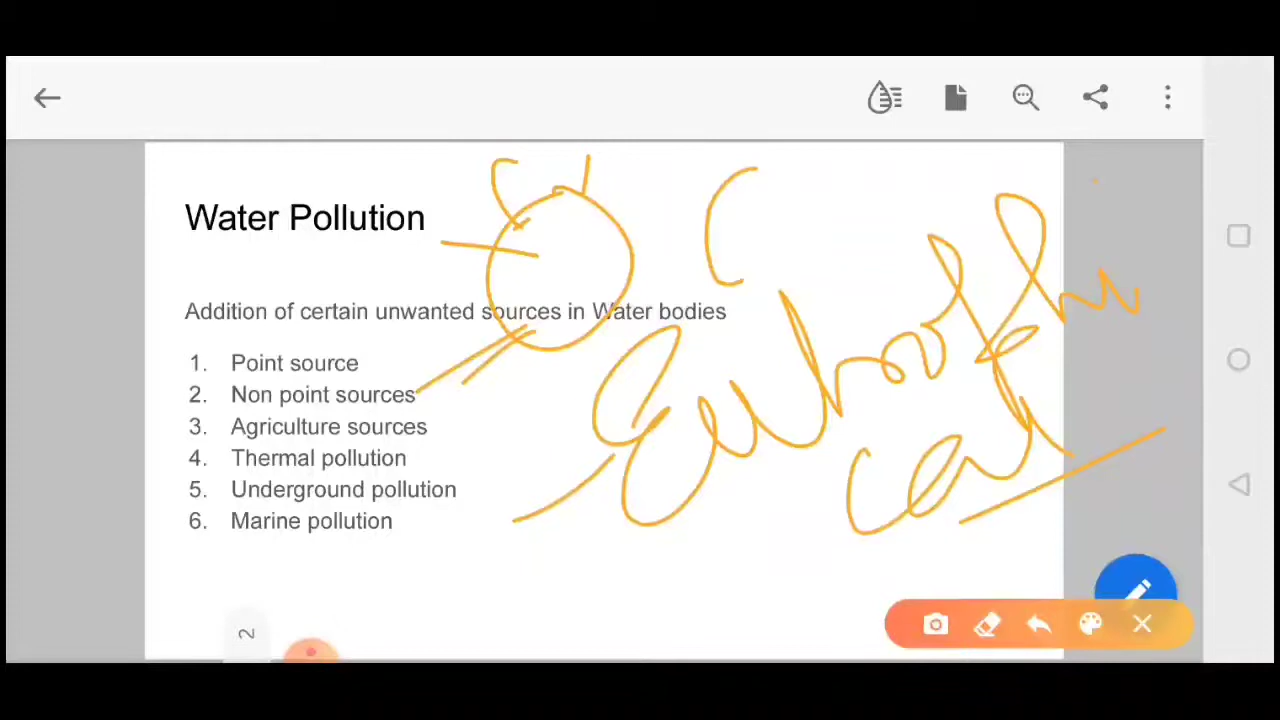 Water Pollution
Addition of certain unwanted sources in Water bodies
1. Point source
2. Non point sources
3. Agriculture sources
4. Thermal pollution
5. Underground pollution
6. Marine pollution
2